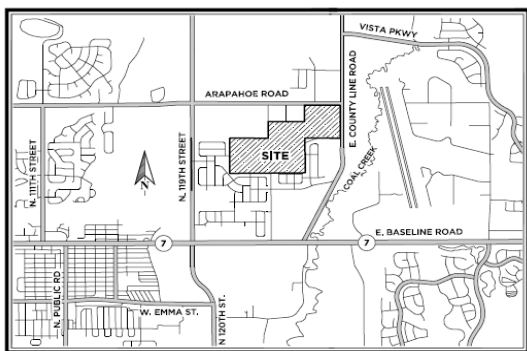 VISTA PKWY
ARAPAHOE ROAD
E. COUNTY LINE ROAD
N. 111TH STREET
N. 119TH STREET
SITE
COAL CREEK
N
E. BASELINE ROAD
7
7
N. PUBLIC RD
W. EMMA ST.
N 120TH ST.